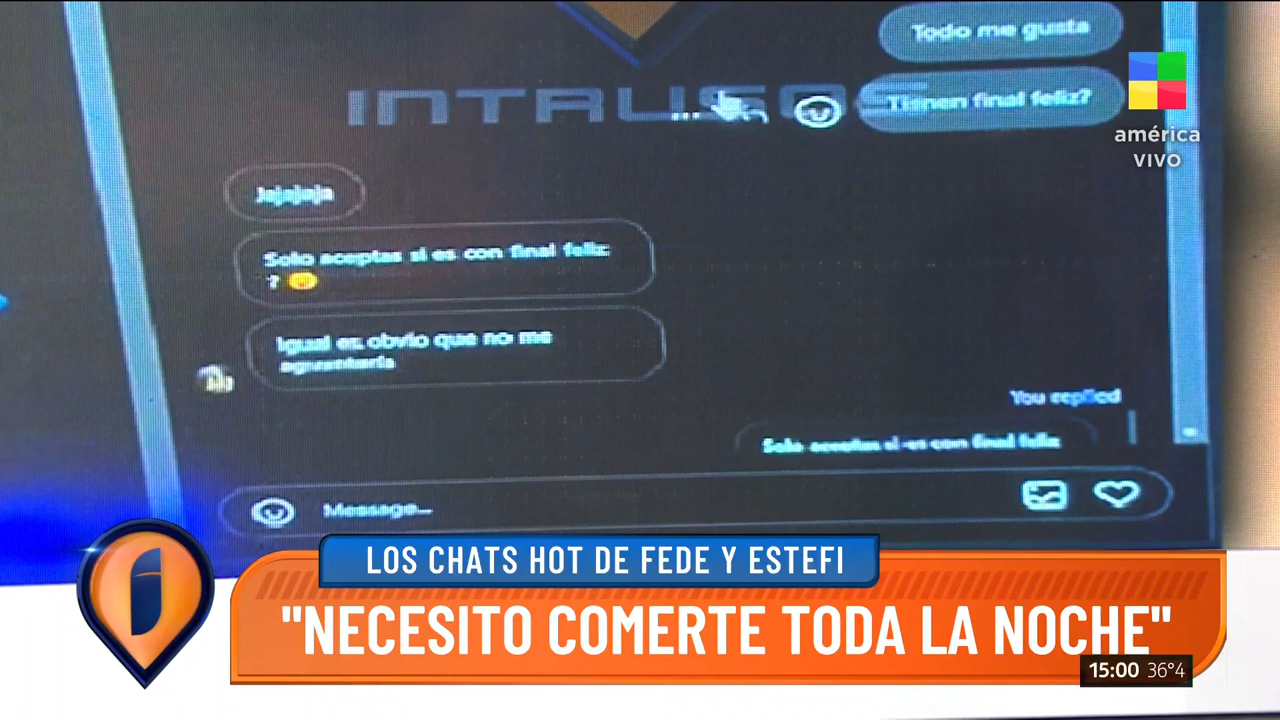 Todo me gusta
INTRUSOS
Tienen final feliz?
américa
VIVO
Jajajaja
Solo aceptas si es con final feliz
?
Igual es obvio que no me
aguantaría
You replied
Solo aceptas si es con final feliz
Message...
LOS CHATS HOT DE FEDE Y ESTEFI
"NECESITO COMERTE TODA LA NOCHE"
15:00 36°4